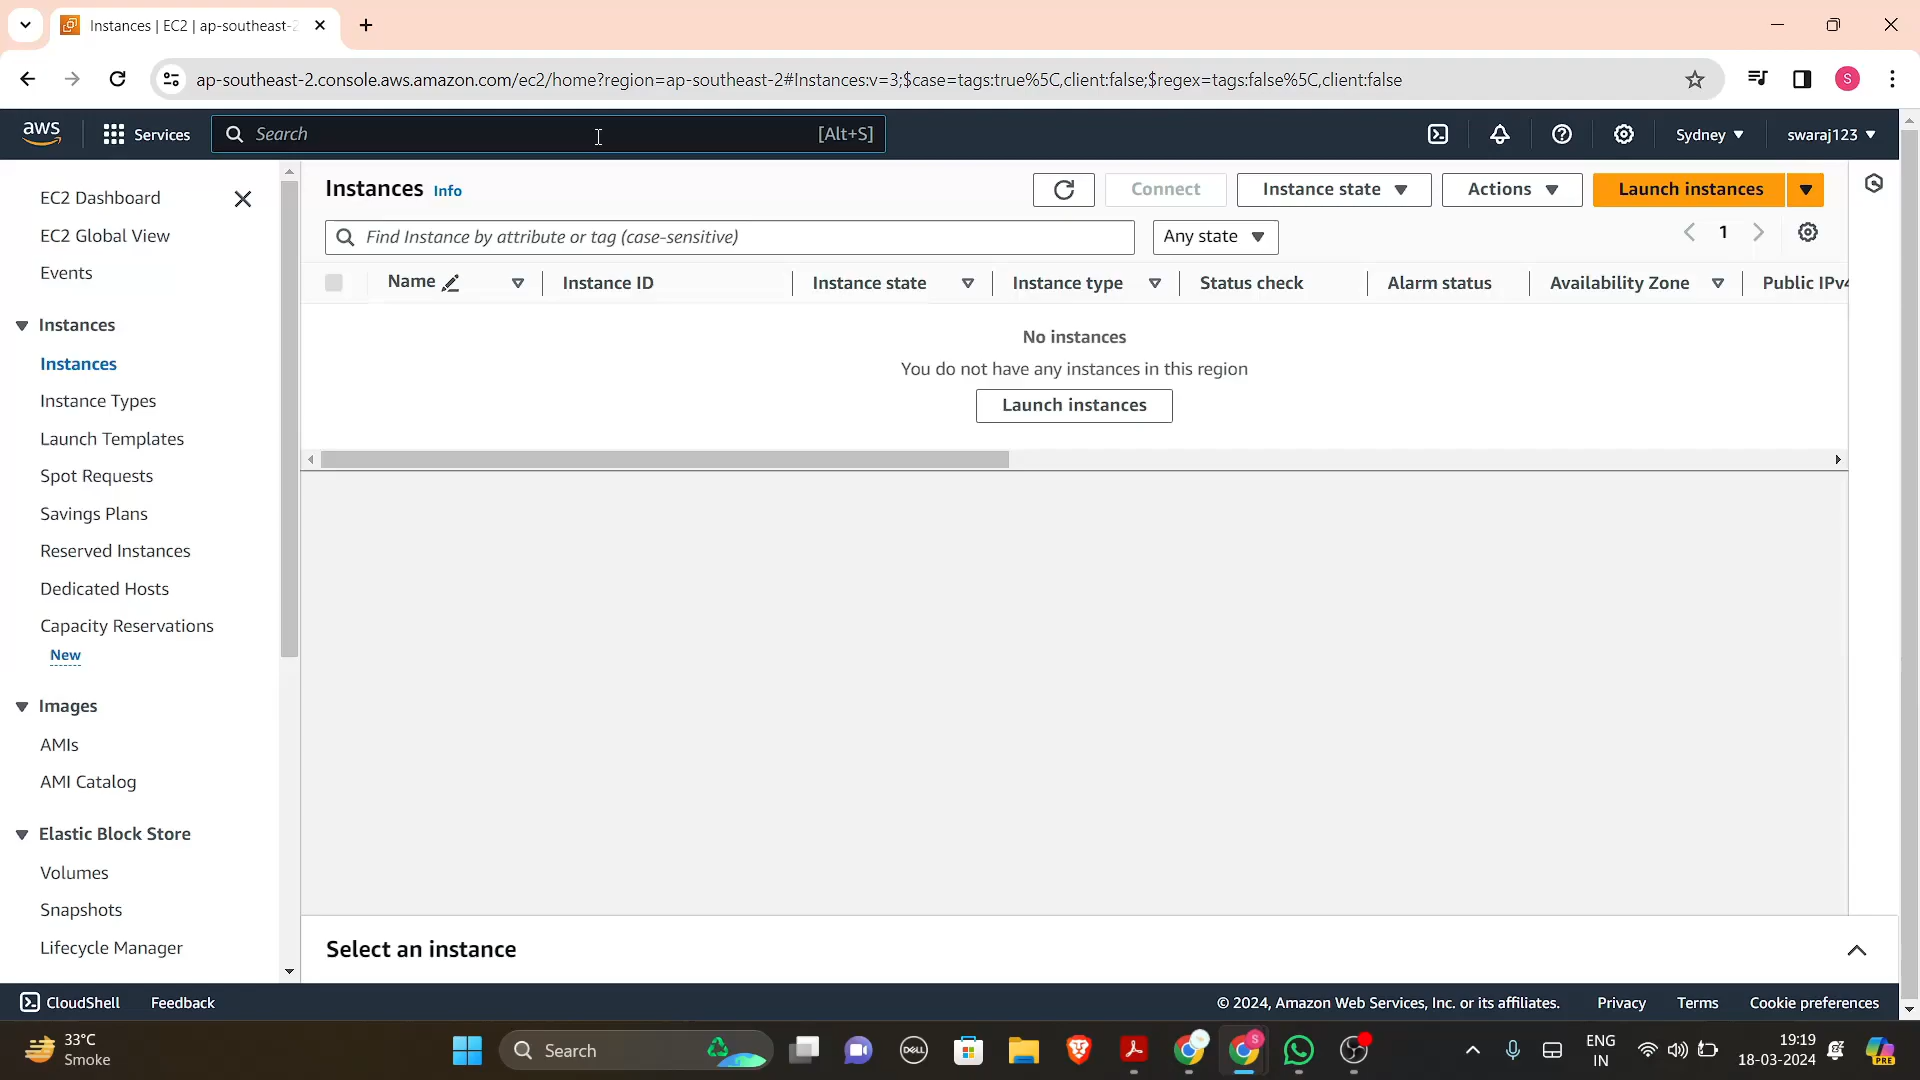 Instances | EC2 | ap-southeast-2
ap-southeast-2.console.aws.amazon.com/ec2/home?region=ap-southeast-2#Instances:v=3;$case=tags:true%5C,client:false;$regex=tags:false%5C,client:false
S
aws
Services
Search
[Alt+S]
Sydney
swaraj123
EC2 Dashboard
EC2 Global View
Events
Instances
Instances
Instance Types
Launch Templates
Spot Requests
Savings Plans
Reserved Instances
Dedicated Hosts
Capacity Reservations
New
Images
AMIs
AMI Catalog
Elastic Block Store
Volumes
Snapshots
Lifecycle Manager
Instances Info
Connect
Instance state
Actions
Launch instances
Find Instance by attribute or tag (case-sensitive)
Any state
1
Name
Instance ID
Instance state
Instance type
Status check
Alarm status
Availability Zone
Public IPv4
No instances
You do not have any instances in this region
Launch instances
Select an instance
CloudShell
Feedback
© 2024, Amazon Web Services, Inc. or its affiliates.
Privacy
Terms
Cookie preferences
33°C
Smoke
Search
DELL
S
ENG
IN
19:19
18-03-2024
PRE